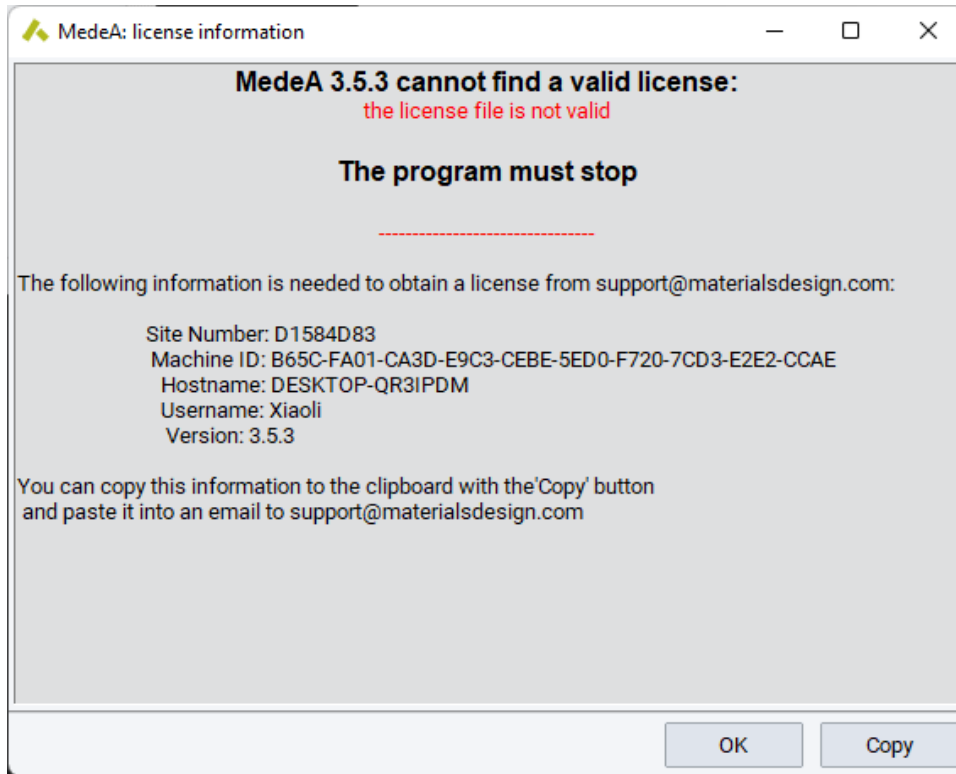 MedeA: license information
MedeA 3.5.3 cannot find a valid license:
the license file is not valid
The program must stop
--------------------------------
The following information is needed to obtain a license from support@materialsdesign.com:
Site Number: D1584D83
Machine ID: B65C-FA01-CA3D-E9C3-CEBE-5ED0-F720-7CD3-E2E2-CCAE
Hostname: DESKTOP-QR3IPDM
Username: Xiaoli
Version: 3.5.3
You can copy this information to the clipboard with the'Copy' button
and paste it into an email to support@materialsdesign.com
OK
Copy